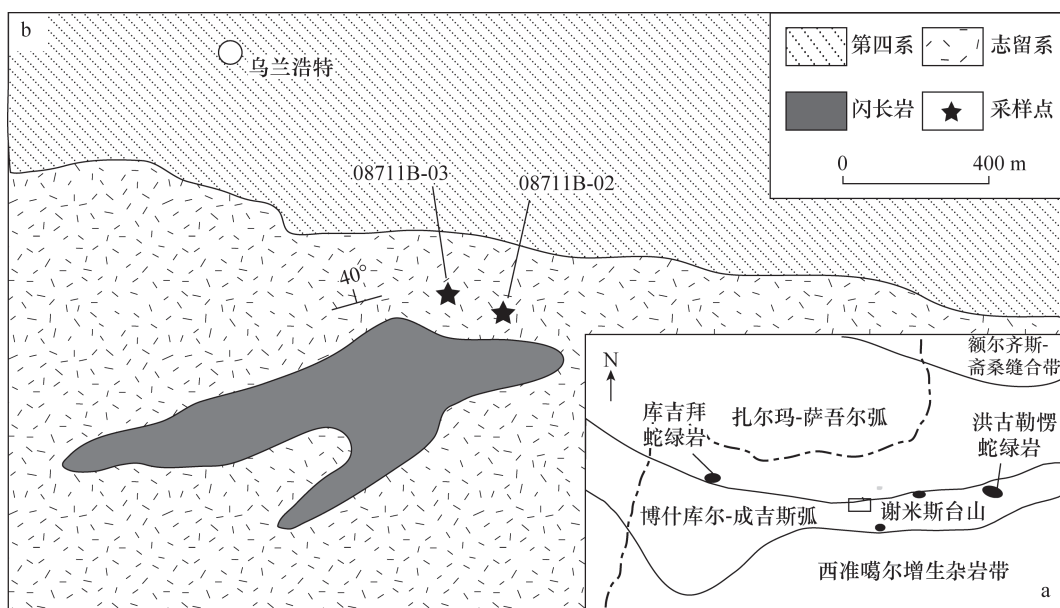 b
乌兰浩特
第四系
志留系
闪长岩
采样点
0
400 m
08711B-03
08711B-02
40°
N
额尔齐斯-
斋桑缝合带
库吉拜
蛇绿岩
扎尔玛-萨吾尔弧
洪古勒愣
蛇绿岩
博什库尔-成吉斯弧
谢米斯台山
西准噶尔增生杂岩带
a